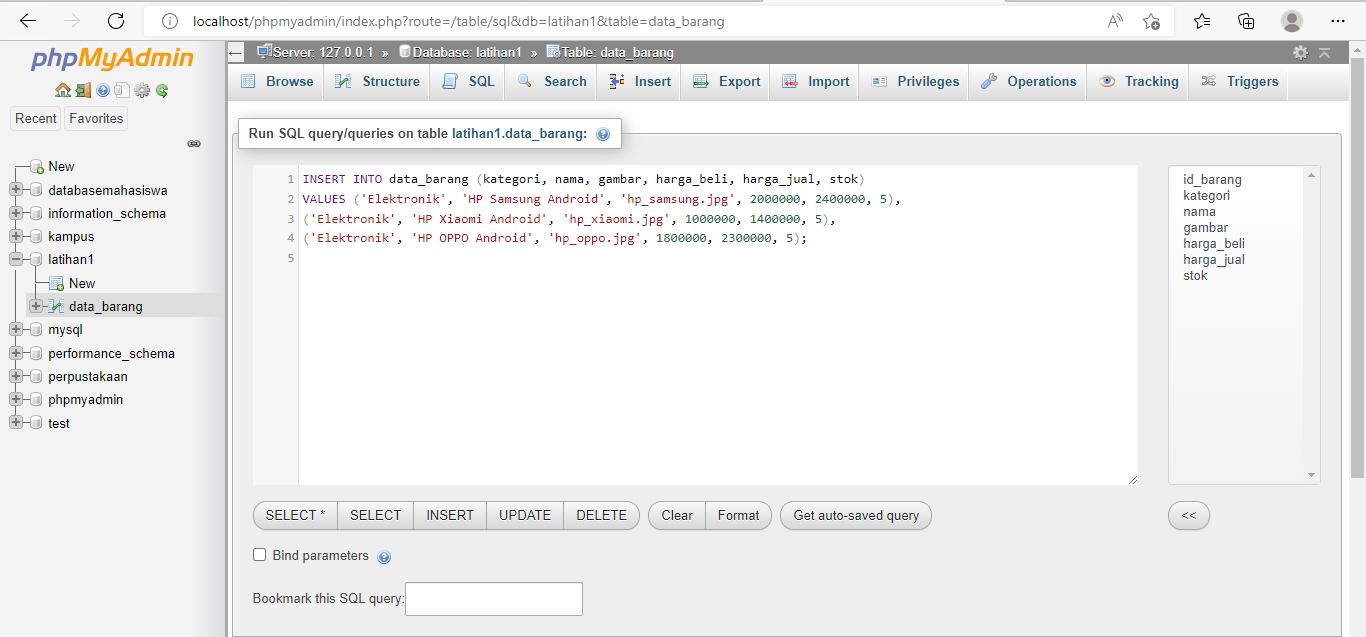 localhost/phpmyadmin/index.php?route=/table/sql&db=latihan1&table=data_barang
phpMyAdmin
Recent Favorites
New
databasemahasiswa
information_schema
kampus
latihan1
New
data_barang
mysql
performance_schema
perpustakaan
phpmyadmin
test
Server: 127.0.0.1 » Database: latihan1 » Table: data_barang
Browse Structure SQL Search Insert Export Import Privileges Operations Tracking Triggers
Run SQL query/queries on table latihan1.data_barang:
1 INSERT INTO data_barang (kategori, nama, gambar, harga_beli, harga_jual, stok)
2 VALUES ('Elektronik', 'HP Samsung Android', 'hp_samsung.jpg', 2000000, 2400000, 5),
3 ('Elektronik', 'HP Xiaomi Android', 'hp_xiaomi.jpg', 1000000, 1400000, 5),
4 ('Elektronik', 'HP OPPO Android', 'hp_oppo.jpg', 1800000, 2300000, 5);
5
id_barang
kategori
nama
gambar
harga_beli
harga_jual
stok
SELECT * SELECT INSERT UPDATE DELETE Clear Format Get auto-saved query <<
Bind parameters
Bookmark this SQL query: